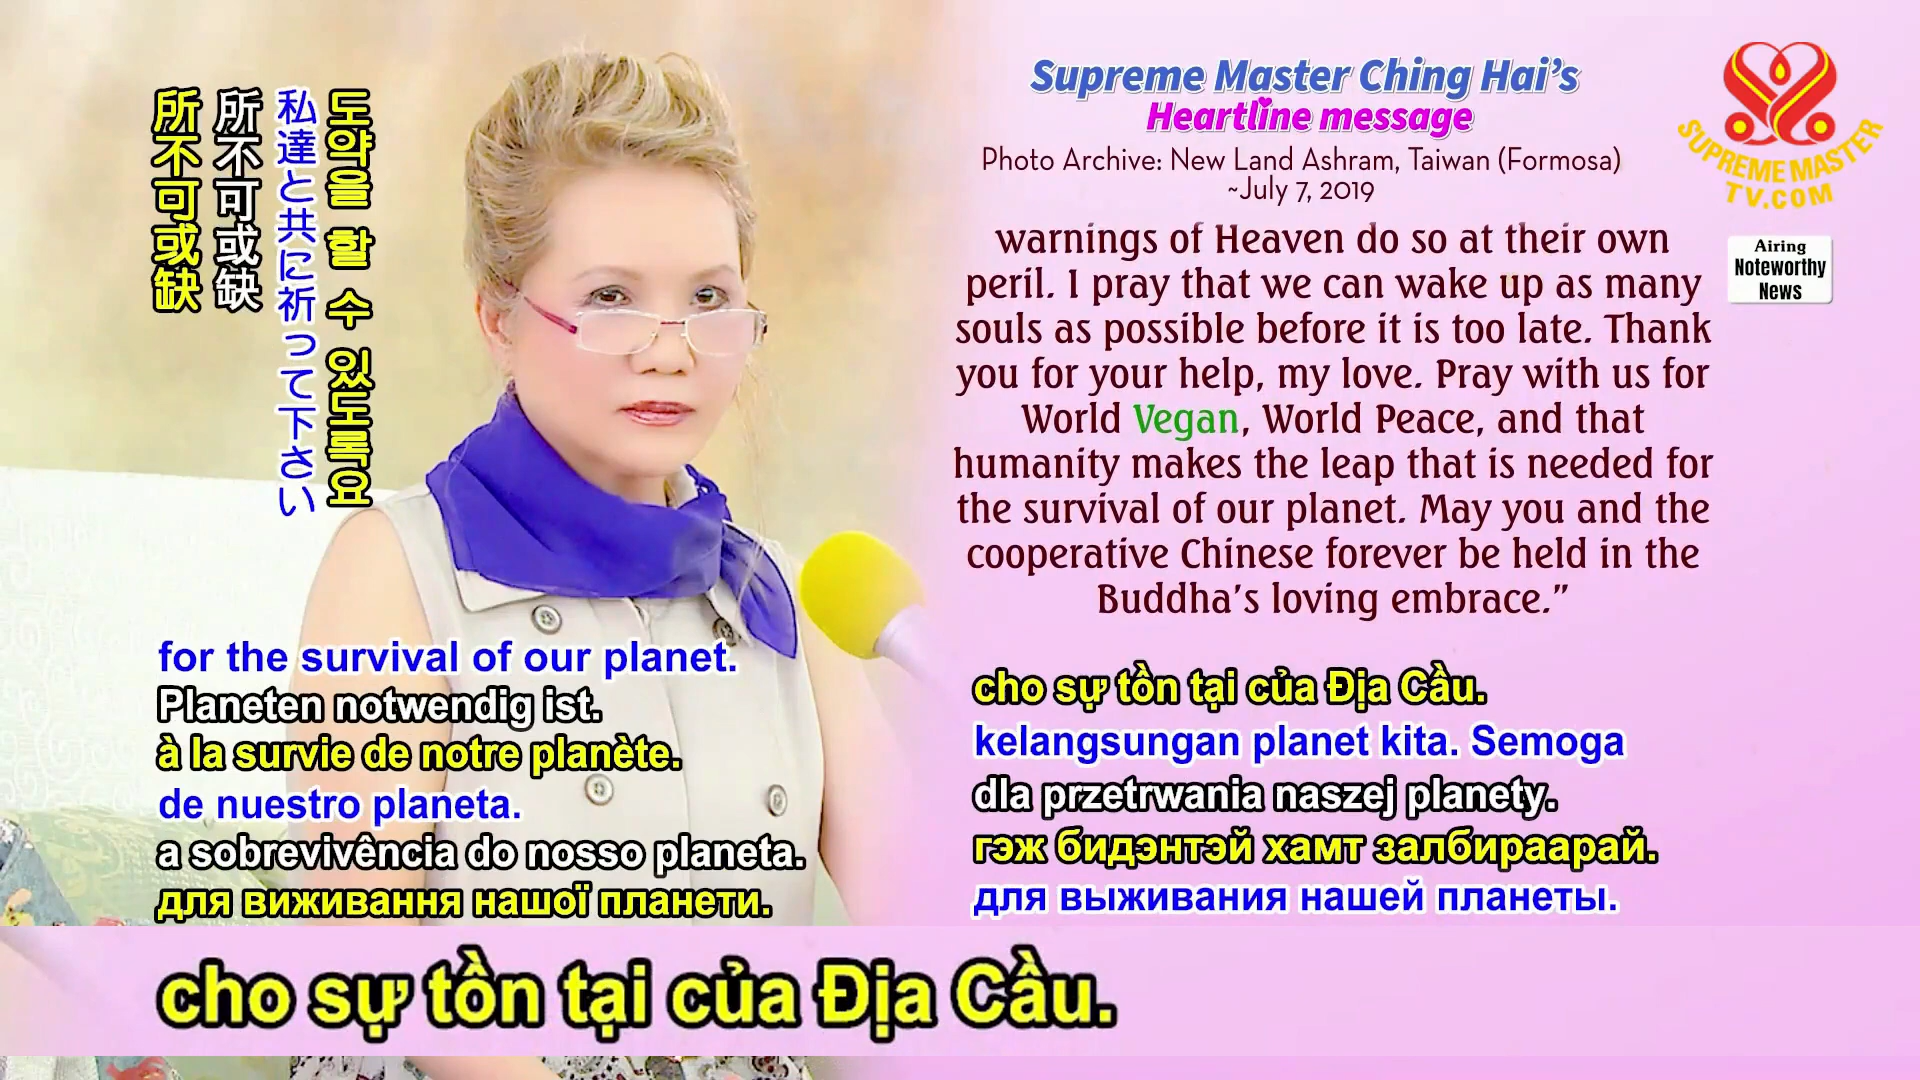 所不可或缺
所不可或缺
私達と共に祈って下さい
도약을 할 수 있도록요
Supreme Master Ching Hai's
Heartline message
Photo Archive: New Land Ashram, Taiwan (Formosa)
~July 7, 2019
SUPREME MASTER
TV.COM
Airing
Noteworthy
News
warnings of Heaven do so at their own
peril. I pray that we can wake up as many
souls as possible before it is too late. Thank
you for your help, my love. Pray with us for
World Vegan, World Peace, and that
humanity makes the leap that is needed for
the survival of our planet. May you and the
cooperative Chinese forever be held in the
Buddha's loving embrace."
for the survival of our planet.
Planeten notwendig ist.
à la survie de notre planète.
de nuestro planeta.
a sobrevivência do nosso planeta.
для виживання нашої планети.
cho sự tồn tại của Địa Cầu.
kelangsungan planet kita. Semoga
dla przetrwania naszej planety.
гэж бидэнтэй хамт залбираарай.
для выживания нашей планеты.
cho sự tồn tại của Địa Cầu.